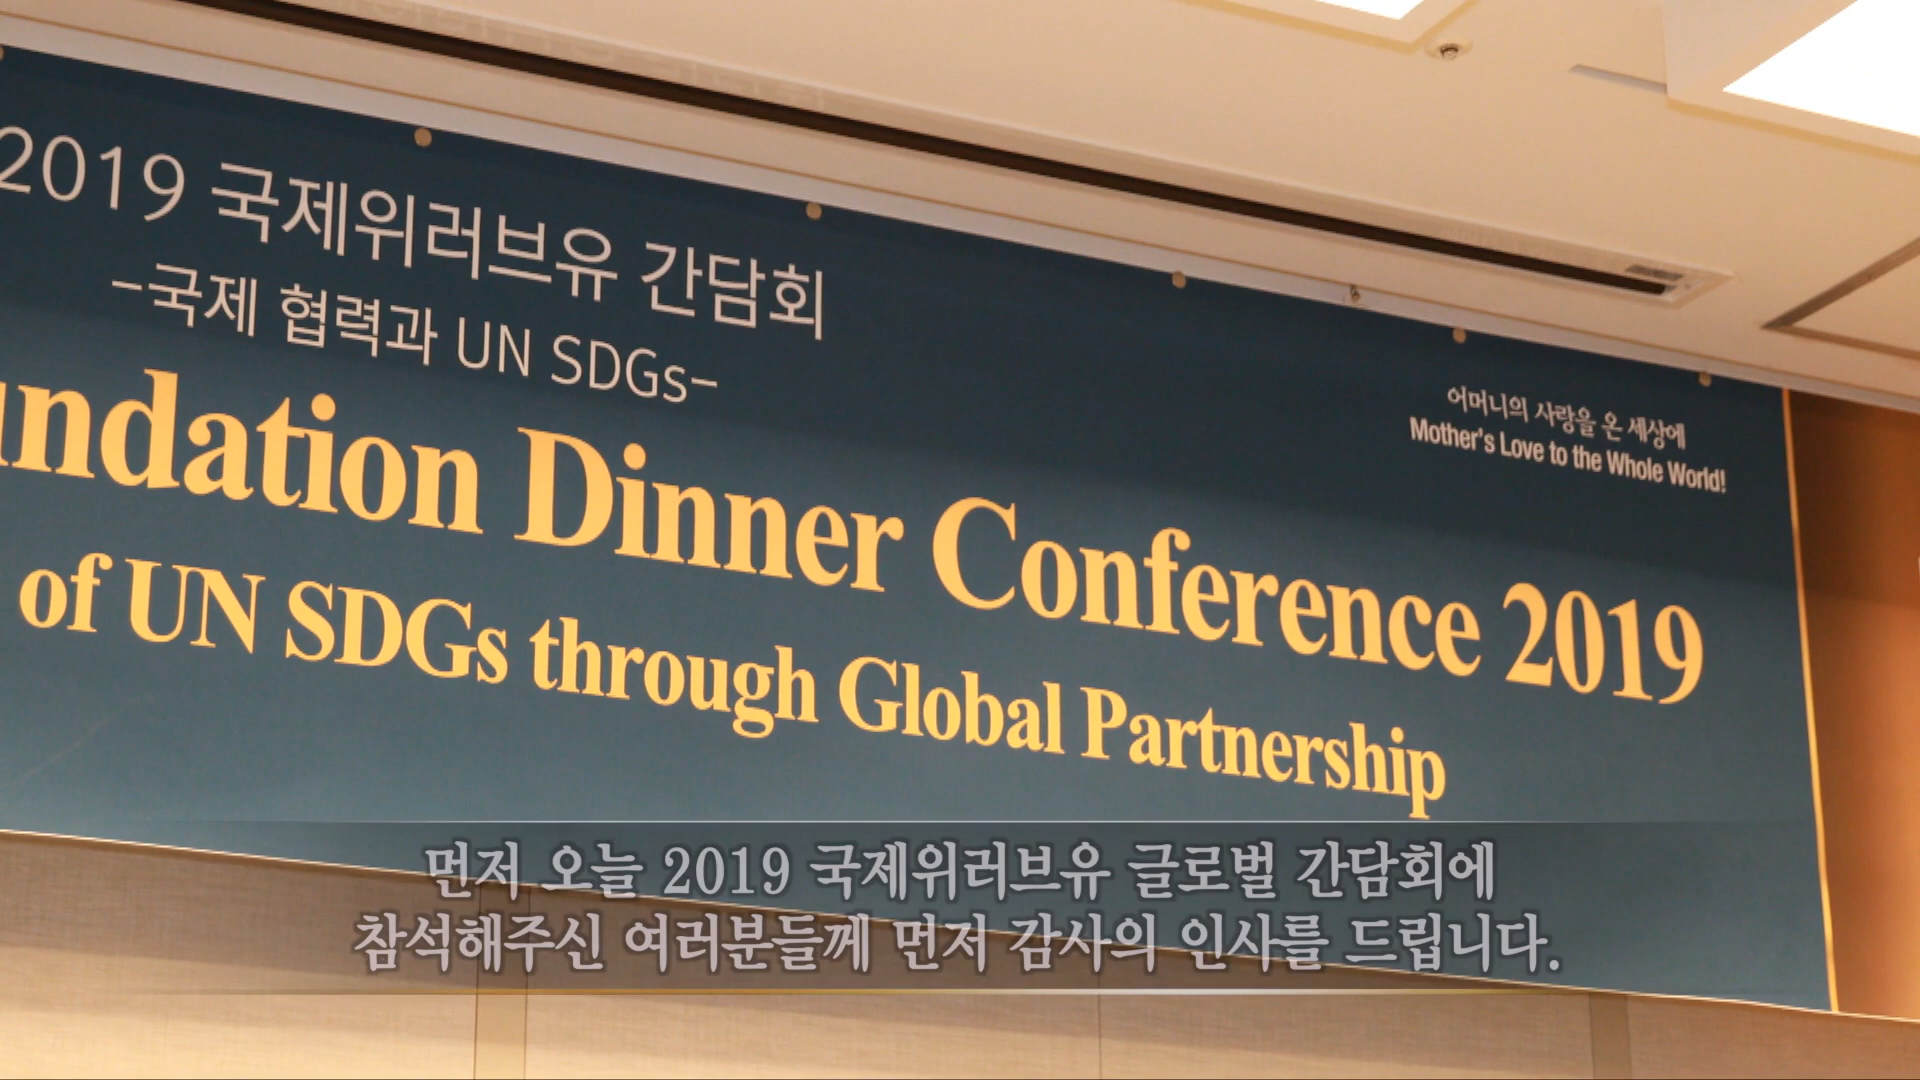 2019 국제위러브유 간담회
-국제 협력과 UN SDGs-
어머니의 사랑을 온 세상에
Mother's Love to the Whole World!
ndation Dinner Conference 2019
of UN SDGs through Global Partnership
먼저 오늘 2019 국제위러브유 글로벌 간담회에
참석해주신 여러분들께 먼저 감사의 인사를 드립니다.